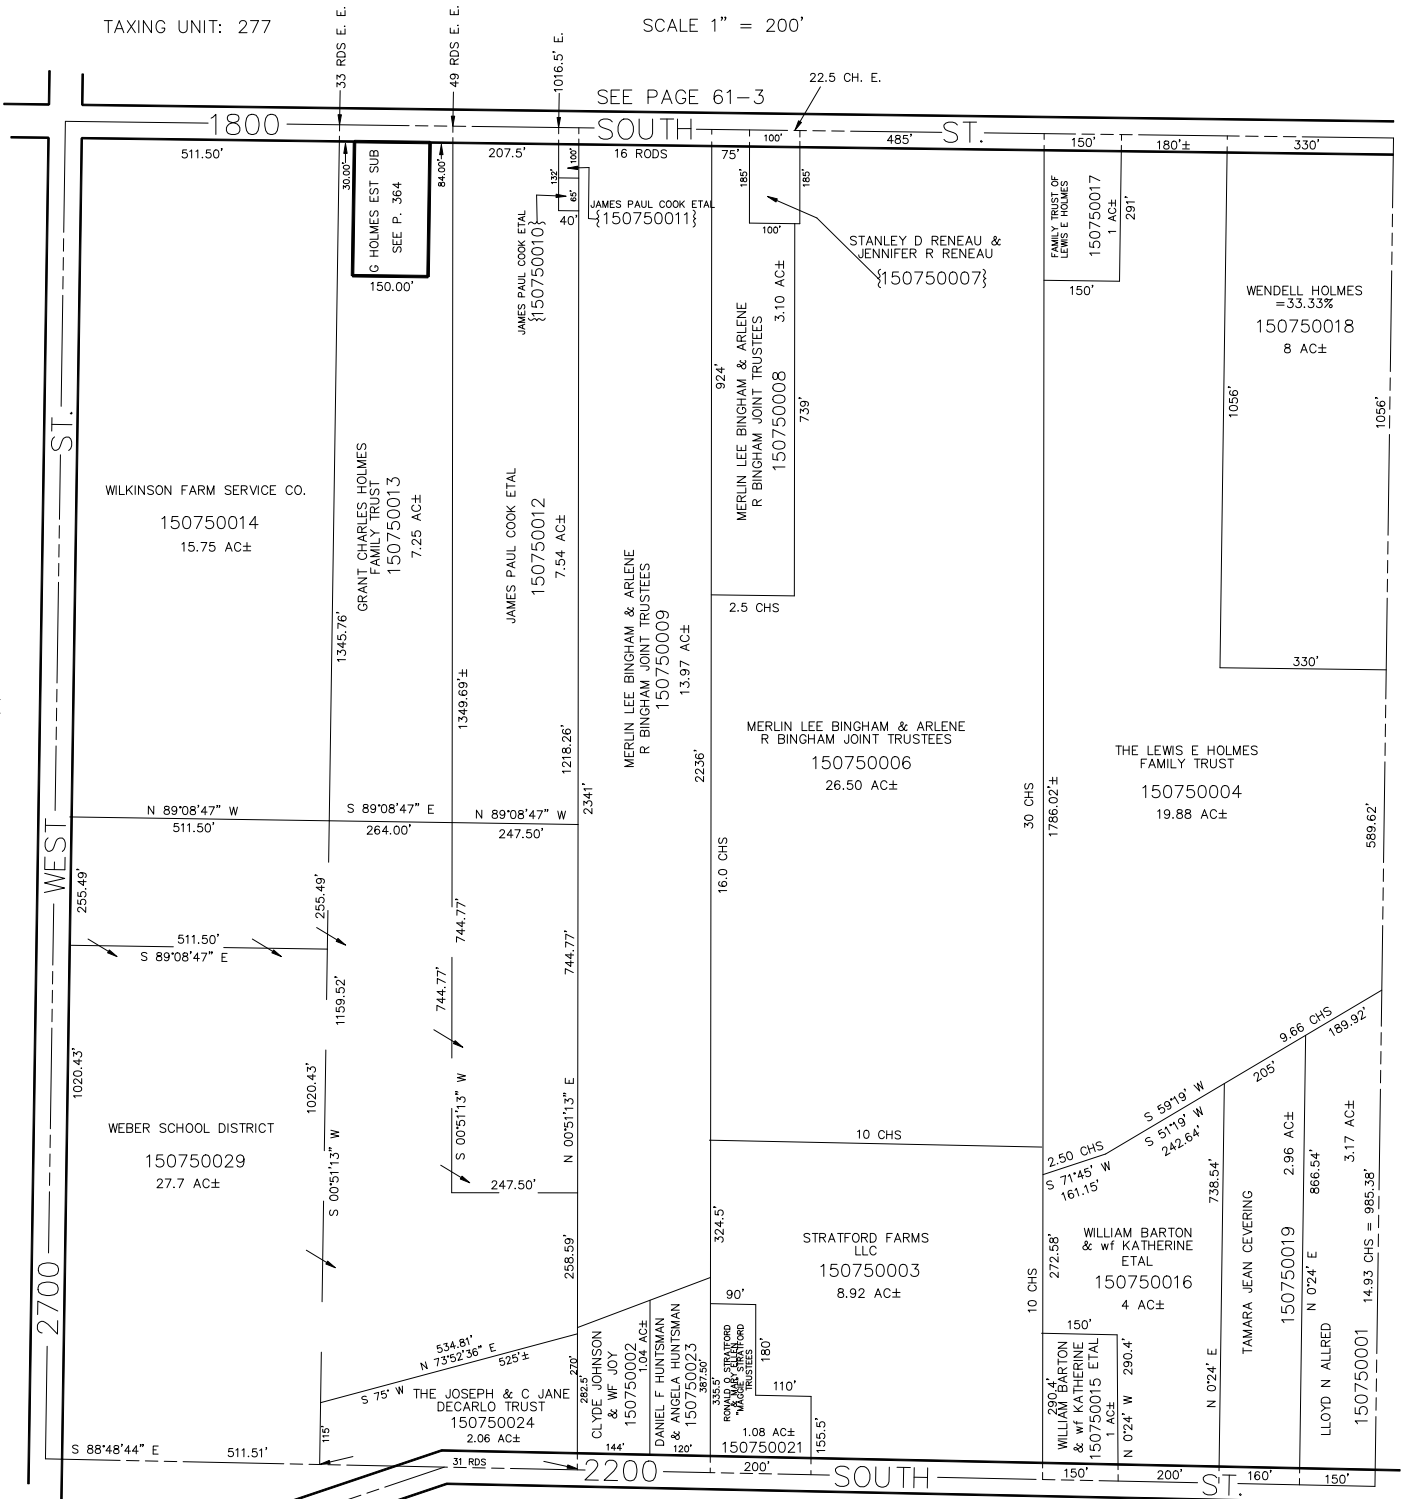 TAXING UNIT: 277
SCALE 1" = 200'
33 RDS E. E.
49 RDS E. E.
1016.5' E.
22.5 CH. E.
SEE PAGE 61-3
1800 SOUTH ST.
511.50'
30.00'
84.00'
207.5'
100'
16 RODS
75'
100'
485'
150'
180'±
330'
G HOLMES EST SUB
SEE P. 364
150.00'
132'
65'
40'
JAMES PAUL COOK ETAL
{150750011}
JAMES PAUL COOK ETAL
{150750010}
185'
185'
100'
STANLEY D RENEAU &
JENNIFER R RENEAU
{150750007}
FAMILY TRUST OF
LEWIS E HOLMES
150750017
1 AC±
291'
150'
WENDELL HOLMES
=33.33%
150750018
8 AC±
1056'
1056'
330'
MERLIN LEE BINGHAM & ARLENE
R BINGHAM JOINT TRUSTEES
150750008
3.10 AC±
924'
739'
2.5 CHS
WEST ST.
WILKINSON FARM SERVICE CO.
150750014
15.75 AC±
GRANT CHARLES HOLMES
FAMILY TRUST
150750013
7.25 AC±
1345.76'
1349.69'±
JAMES PAUL COOK ETAL
150750012
7.54 AC±
1218.26'
2341'
MERLIN LEE BINGHAM & ARLENE
R BINGHAM JOINT TRUSTEES
150750009
13.97 AC±
2236'
16.0 CHS
MERLIN LEE BINGHAM & ARLENE
R BINGHAM JOINT TRUSTEES
150750006
26.50 AC±
30 CHS
1786.02'±
THE LEWIS E HOLMES
FAMILY TRUST
150750004
19.88 AC±
589.62'
N 89°08'47" W
511.50'
S 89°08'47" E
264.00'
N 89°08'47" W
247.50'
255.49'
255.49'
511.50'
S 89°08'47" E
744.77'
744.77'
744.77'
1159.52'
1020.43'
1020.43'
S 00°51'13" W
S 00°51'13" W
N 00°51'13" E
WEBER SCHOOL DISTRICT
150750029
27.7 AC±
247.50'
258.59'
10 CHS
324.5'
STRATFORD FARMS
LLC
150750003
8.92 AC±
9.66 CHS
189.92'
205'
S 59°19' W
S 51°19' W
242.64'
2.50 CHS
S 71°45' W
161.15'
272.58'
10 CHS
738.54'
WILLIAM BARTON
& wf KATHERINE
ETAL
150750016
4 AC±
TAMARA JEAN CEVERING
150750019
2.96 AC±
N 0°24' E
866.54'
N 0°24' E
3.17 AC±
LLOYD N ALLRED
150750001
14.93 CHS = 985.38'
2700
534.81'
N 73°52'36" E
525'±
S 75° W
THE JOSEPH & C JANE
DECARLO TRUST
150750024
2.06 AC±
115'
270'
282.5'
CLYDE JOHNSON
& WF JOY
150750002
1.04 AC±
144'
DANIEL F HUNTSMAN
& ANGELA HUNTSMAN
150750023
387.50'
120'
335.5'
90'
RONALD O STRATFORD
& MARY ELLEN
"MAGGIE" STRATFORD
TRUSTEES
180'
110'
1.08 AC±
150750021
155.5'
200'
150'
290.4'
WILLIAM BARTON
& wf KATHERINE
150750015 ETAL
1 AC±
N 0°24' W
290.4'
S 88°48'44" E
511.51'
31 RDS
2200 SOUTH ST.
150'
200'
160'
150'